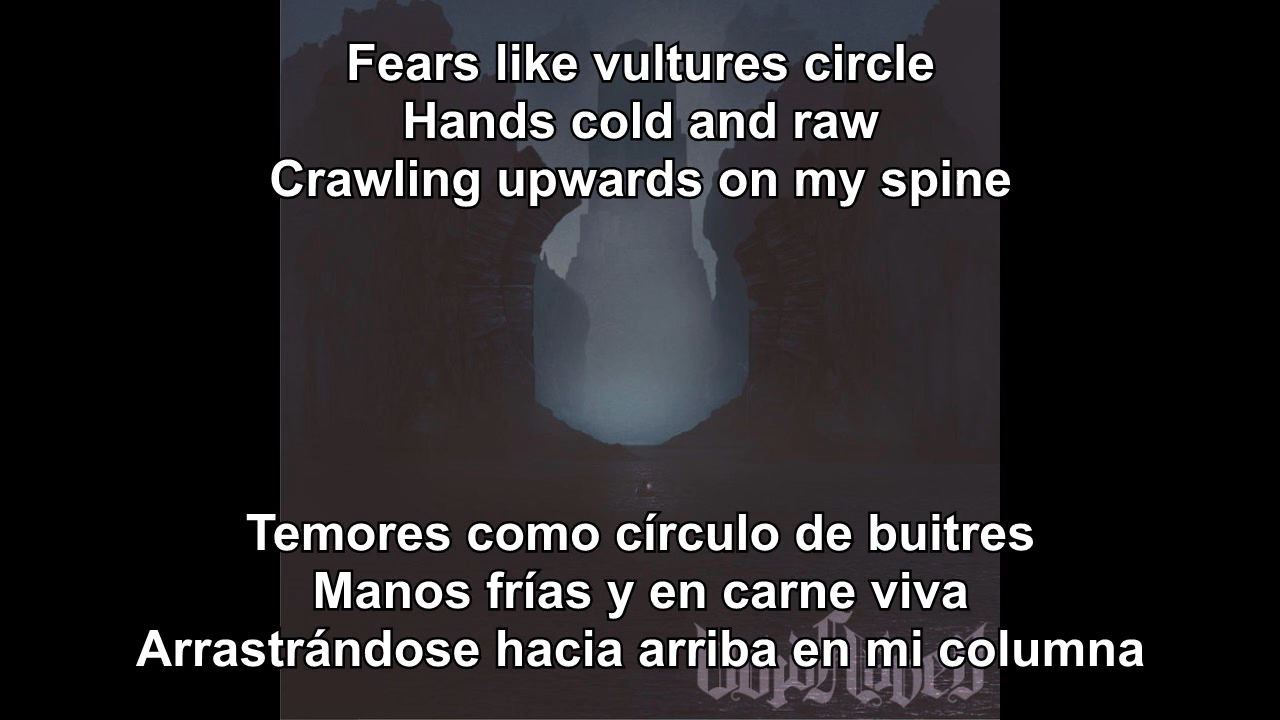 Fears like vultures circle
Hands cold and raw
Crawling upwards on my spine
Temores como círculo de buitres
Manos frías y en carne viva
Arrastrándose hacia arriba en mi columna